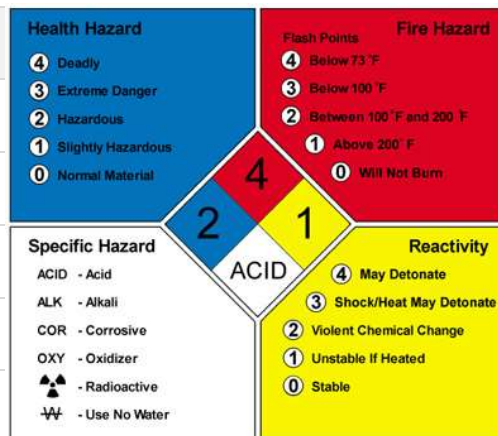 Health Hazard
4 Deadly
3 Extreme Danger
2 Hazardous
1 Slightly Hazardous
0 Normal Material
Fire Hazard
Flash Points
4 Below 73 °F
3 Below 100 °F
2 Between 100 °F and 200 °F
1 Above 200° F
0 Will Not Burn
4
2
1
ACID
Specific Hazard
ACID - Acid
ALK - Alkali
COR - Corrosive
OXY - Oxidizer
- Radioactive
W - Use No Water
Reactivity
4 May Detonate
3 Shock/Heat May Detonate
2 Violent Chemical Change
1 Unstable If Heated
0 Stable